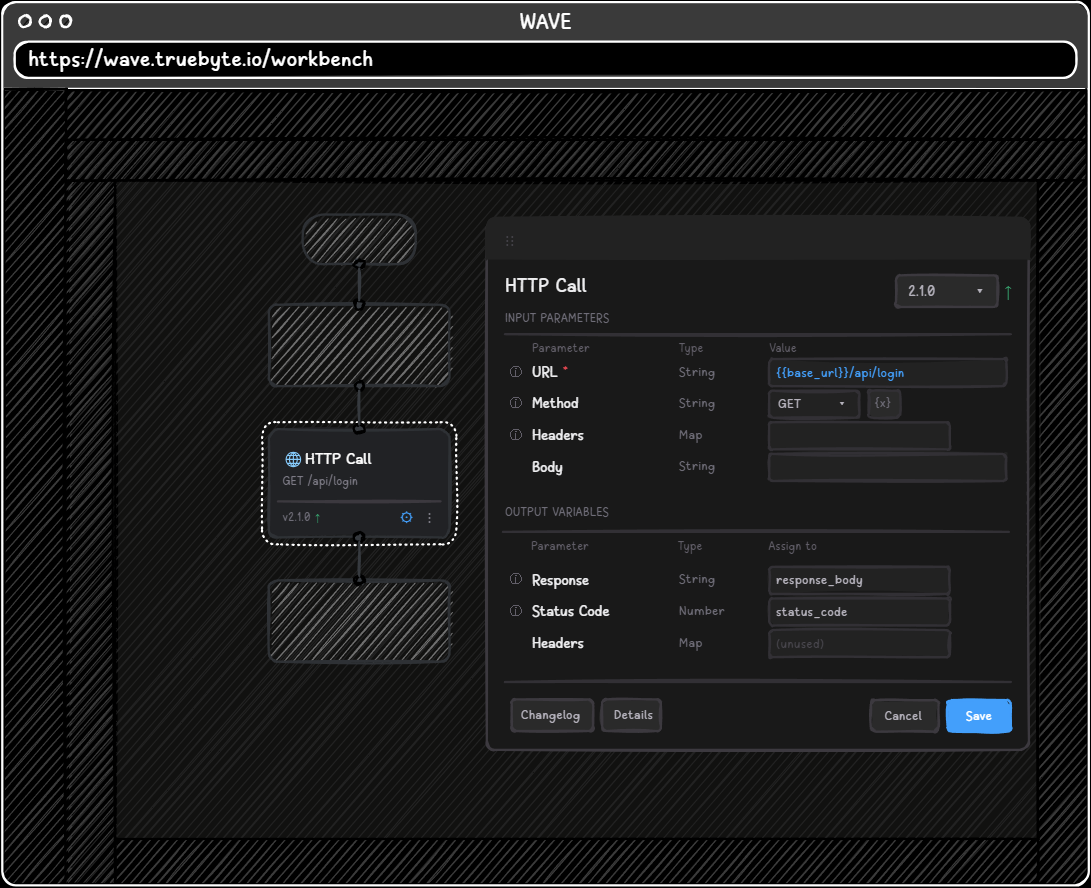 WAVE
https://wave.truebyte.io/workbench
HTTP Call
2.1.0 ↑
INPUT PARAMETERS
Parameter Type Value
ⓘ URL * String {{base_url}}/api/login
ⓘ Method String GET {x}
ⓘ Headers Map
Body String
OUTPUT VARIABLES
Parameter Type Assign to
ⓘ Response String response_body
ⓘ Status Code Number status_code
Headers Map (unused)
Changelog Details Cancel Save
HTTP Call
GET /api/login
v2.1.0 ↑